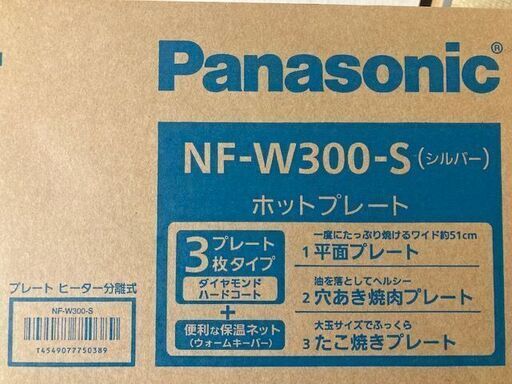 Panasonic®
NF-W300-S(シルバー)
ホットプレート
3プレート
枚タイプ
ダイヤモンド
ハードコート
+
便利な保温ネット
(ウォームキーパー)
一度にたっぷり焼けるワイド約51cm
1平面プレート
油を落としてヘルシー
2穴あき焼肉プレート
大玉サイズでふっくら
3たこ焼きプレート
プレート ヒーター分離式
NF-W300-S
T4549077750389